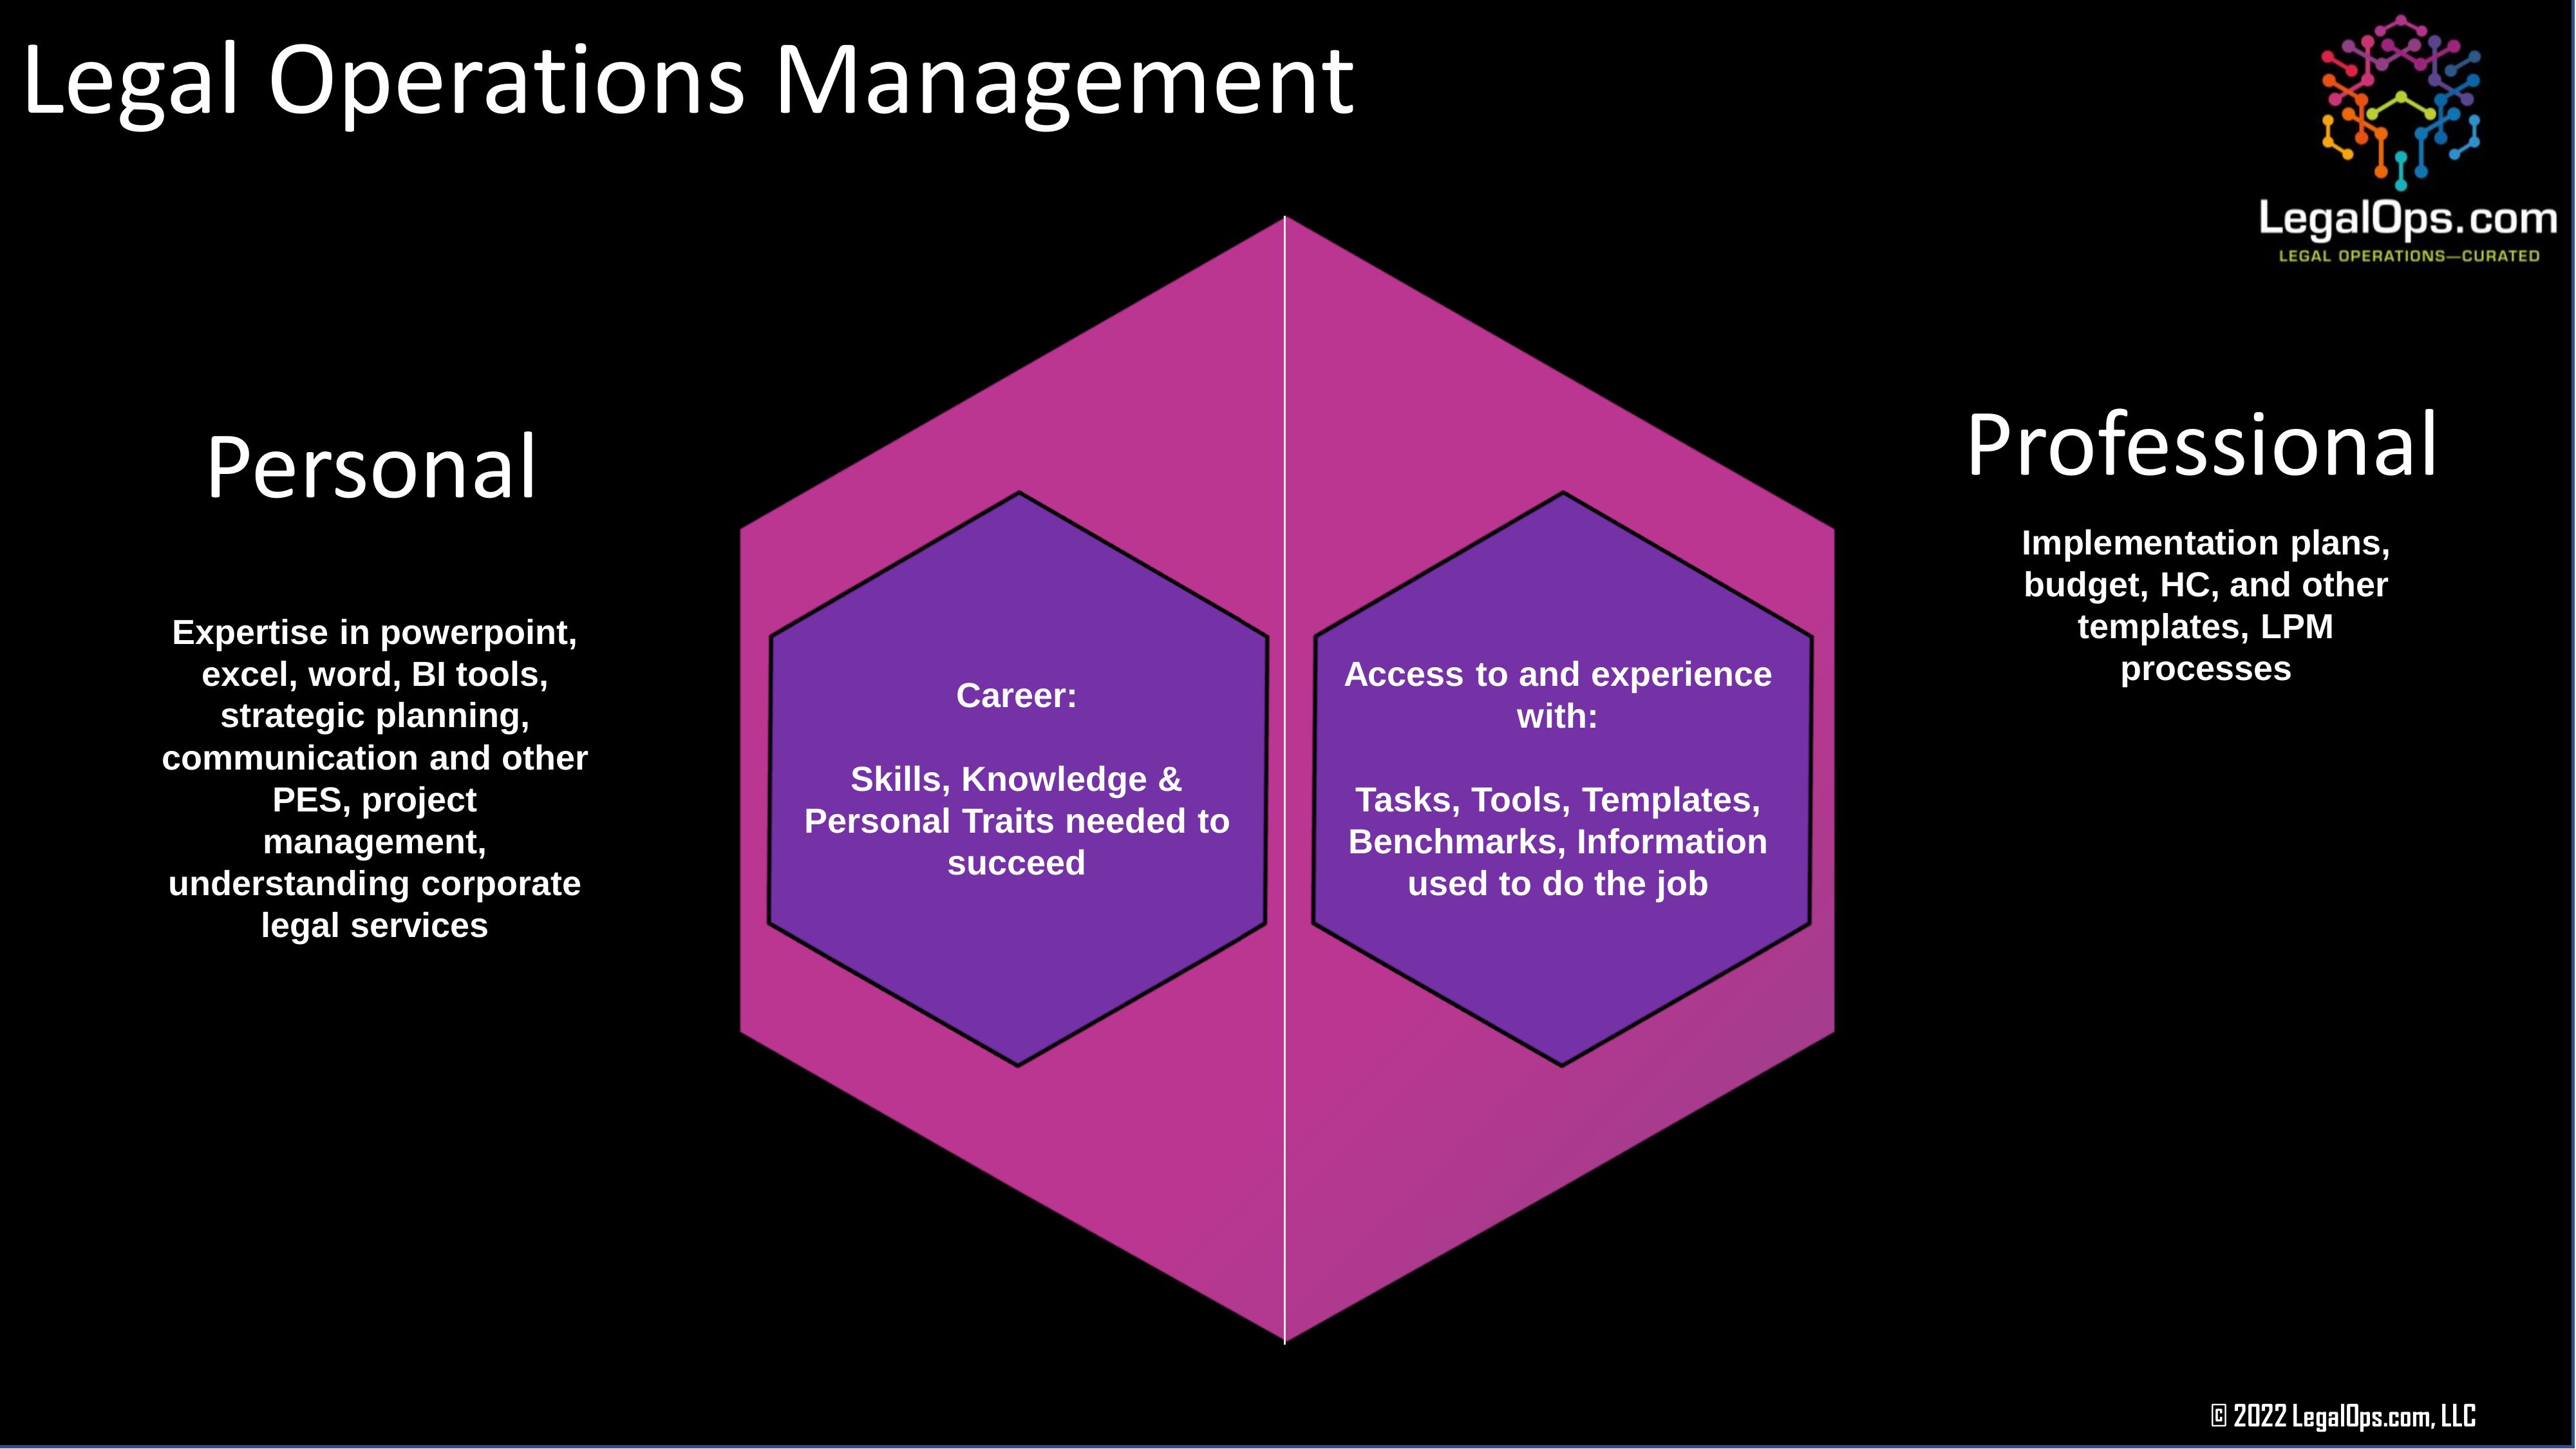 Legal Operations Management
LegalOps.com
LEGAL OPERATIONS—CURATED
Personal
Expertise in powerpoint,
excel, word, BI tools,
strategic planning,
communication and other
PES, project
management,
understanding corporate
legal services
Career:
Skills, Knowledge &
Personal Traits needed to
succeed
Access to and experience
with:
Tasks, Tools, Templates,
Benchmarks, Information
used to do the job
Professional
Implementation plans,
budget, HC, and other
templates, LPM
processes
© 2022 LegalOps.com, LLC